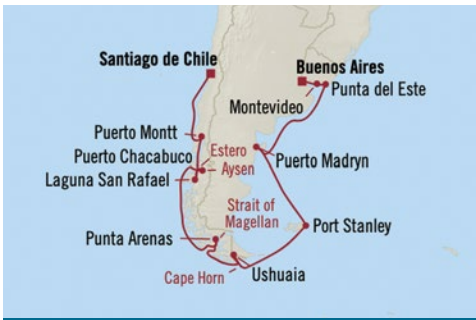 Santiago de Chile
Buenos Aires
Punta del Este
Montevideo
Puerto Montt
Puerto Chacabuco
Estero
Aysen
Puerto Madryn
Laguna San Rafael
Strait of
Magellan
Port Stanley
Punta Arenas
Cape Horn
Ushuaia